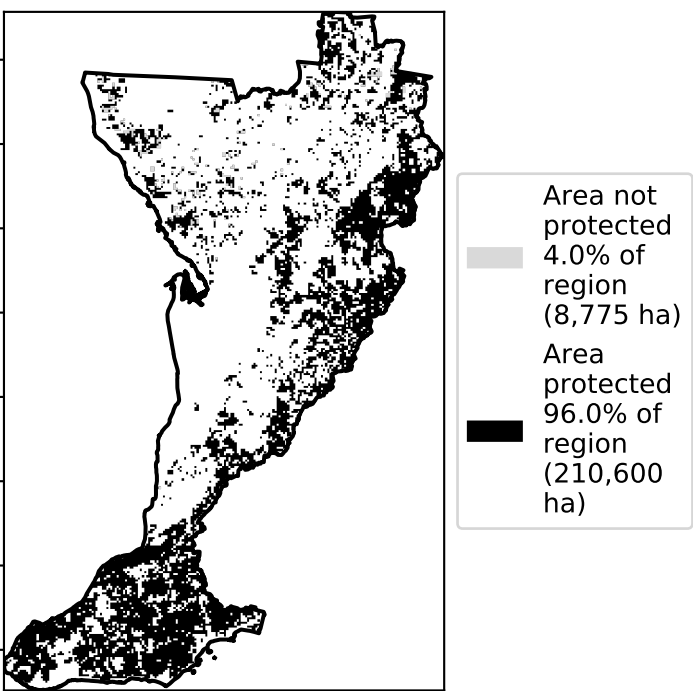 Area not
protected
4.0% of
region
(8,775 ha)
Area
protected
96.0% of
region
(210,600
ha)